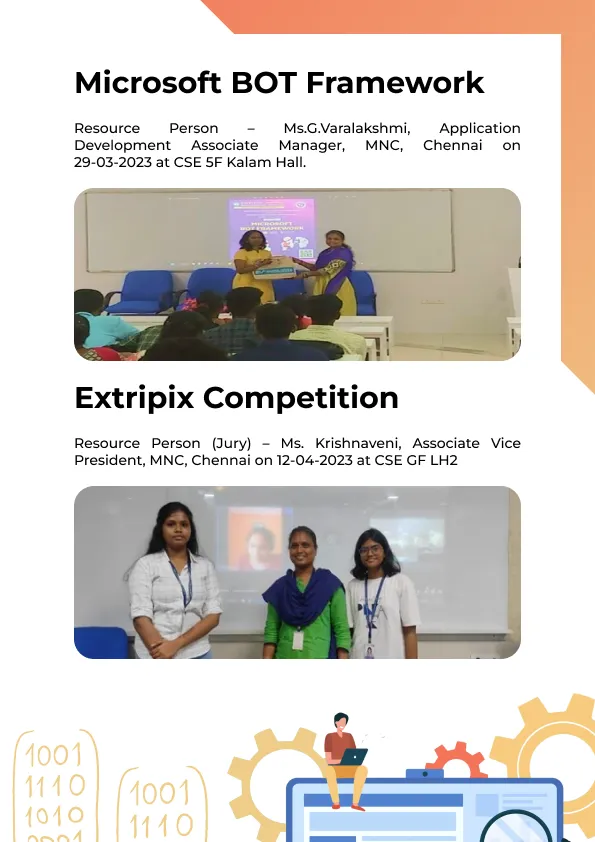 Microsoft BOT Framework
Resource Person – Ms.G.Varalakshmi, Application
Development Associate Manager, MNC, Chennai on
29-03-2023 at CSE 5F Kalam Hall.
MICROSOFT
BOT FRAMEWORK
Extripix Competition
Resource Person (Jury) – Ms. Krishnaveni, Associate Vice
President, MNC, Chennai on 12-04-2023 at CSE GF LH2
1001
1110
1010
1001
1110